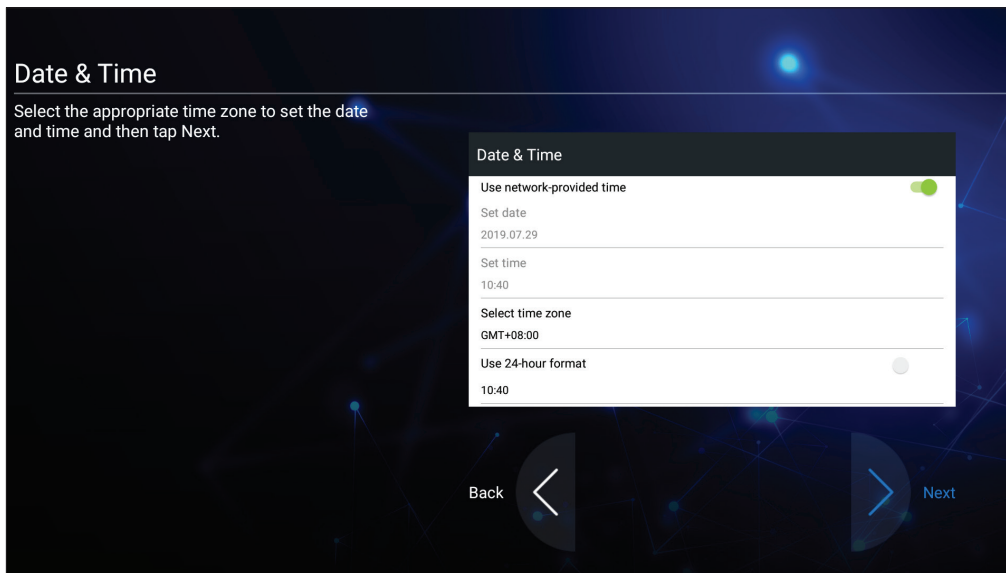 Date & Time
Select the appropriate time zone to set the date
and time and then tap Next.
Date & Time
Use network-provided time
Set date
2019.07.29
Set time
10:40
Select time zone
GMT+08:00
Use 24-hour format
10:40
Back
Next